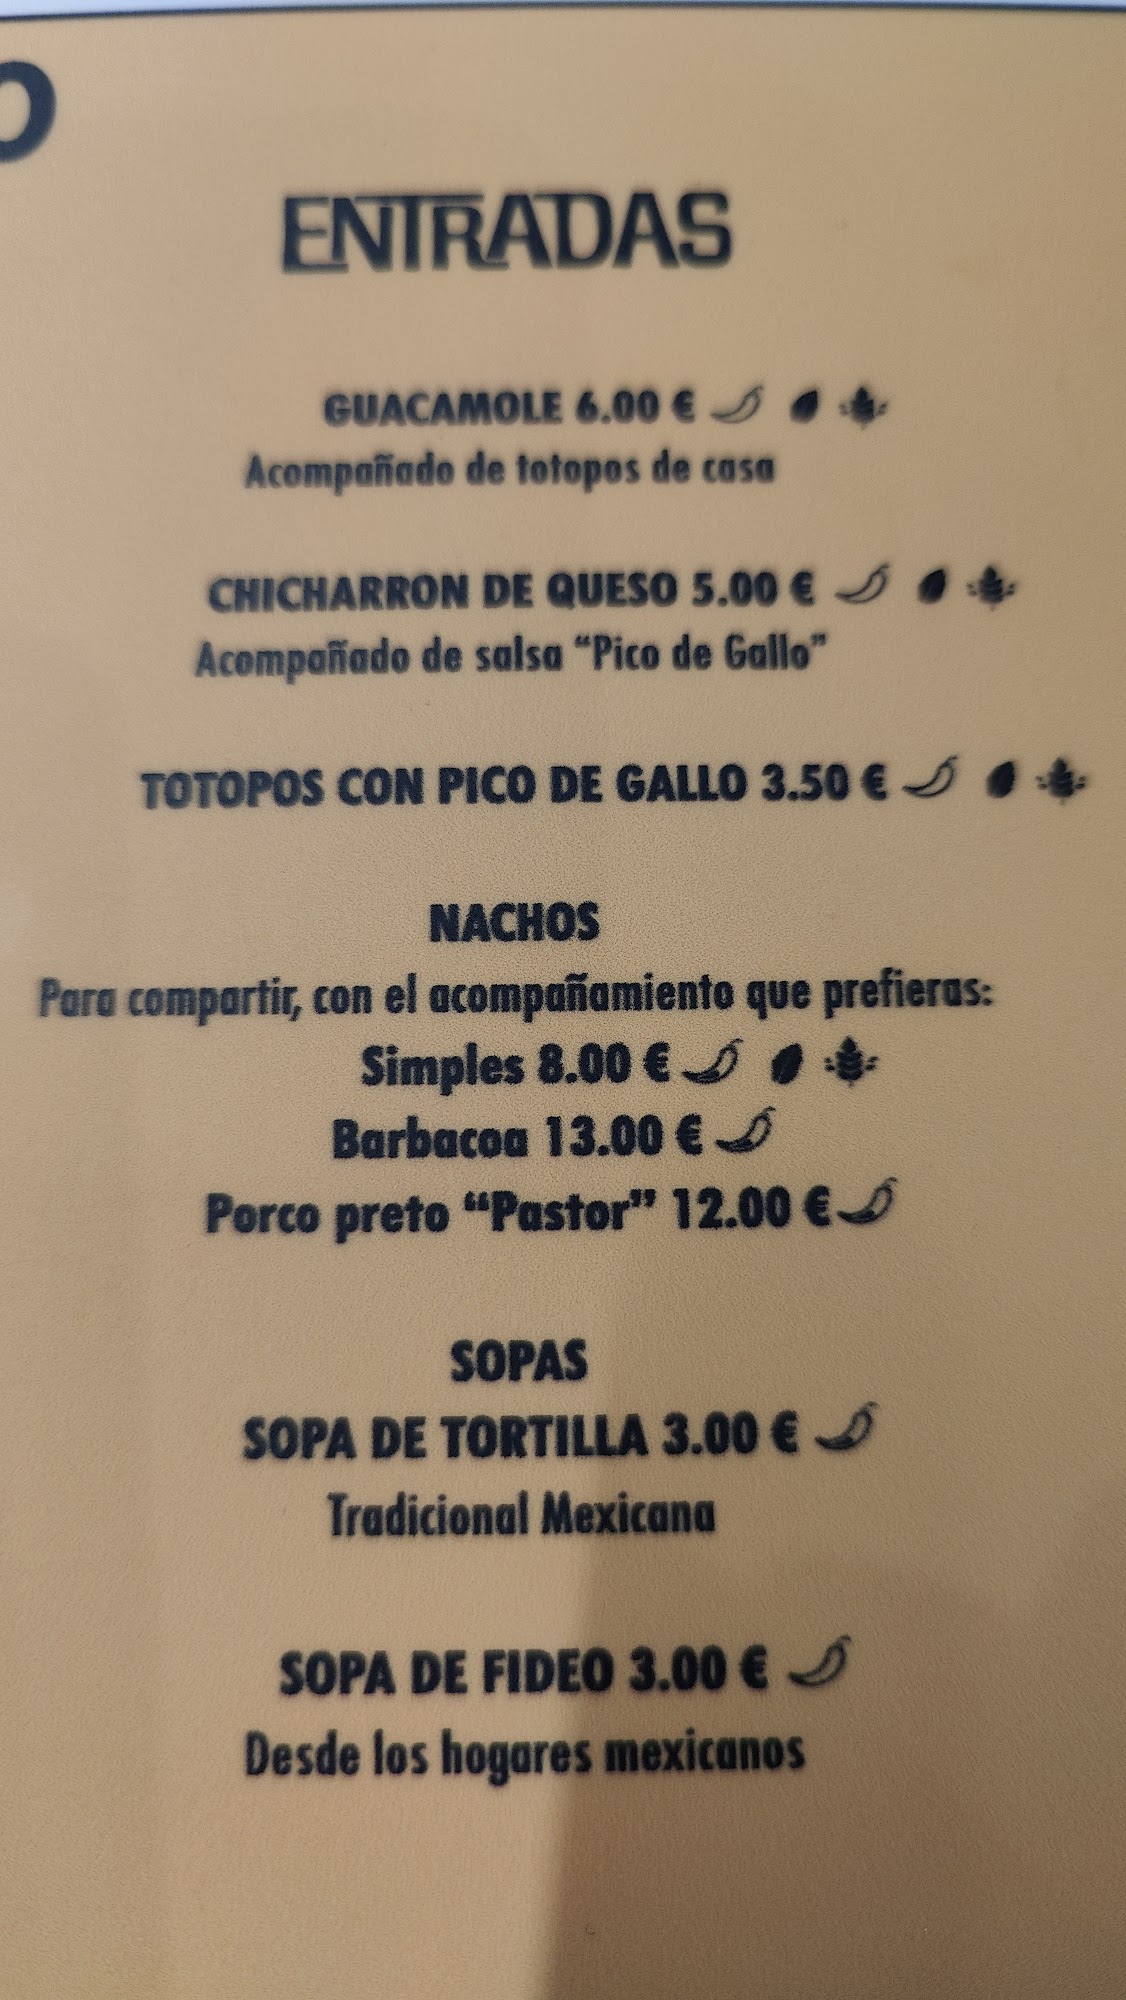 O
ENTRADAS
GUACAMOLE 6.00 €
Acompañado de totopos de casa
CHICHARRON DE QUESO 5.00 €
Acompañado de salsa “Pico de Gallo”
TOTOPOS CON PICO DE GALLO 3.50 €
NACHOS
Para compartir, con el acompañamiento que prefieras:
Simples 8.00 €
Barbacoa 13.00 €
Porco preto “Pastor” 12.00 €
SOPAS
SOPA DE TORTILLA 3.00 €
Tradicional Mexicana
SOPA DE FIDEO 3.00 €
Desde los hogares mexicanos